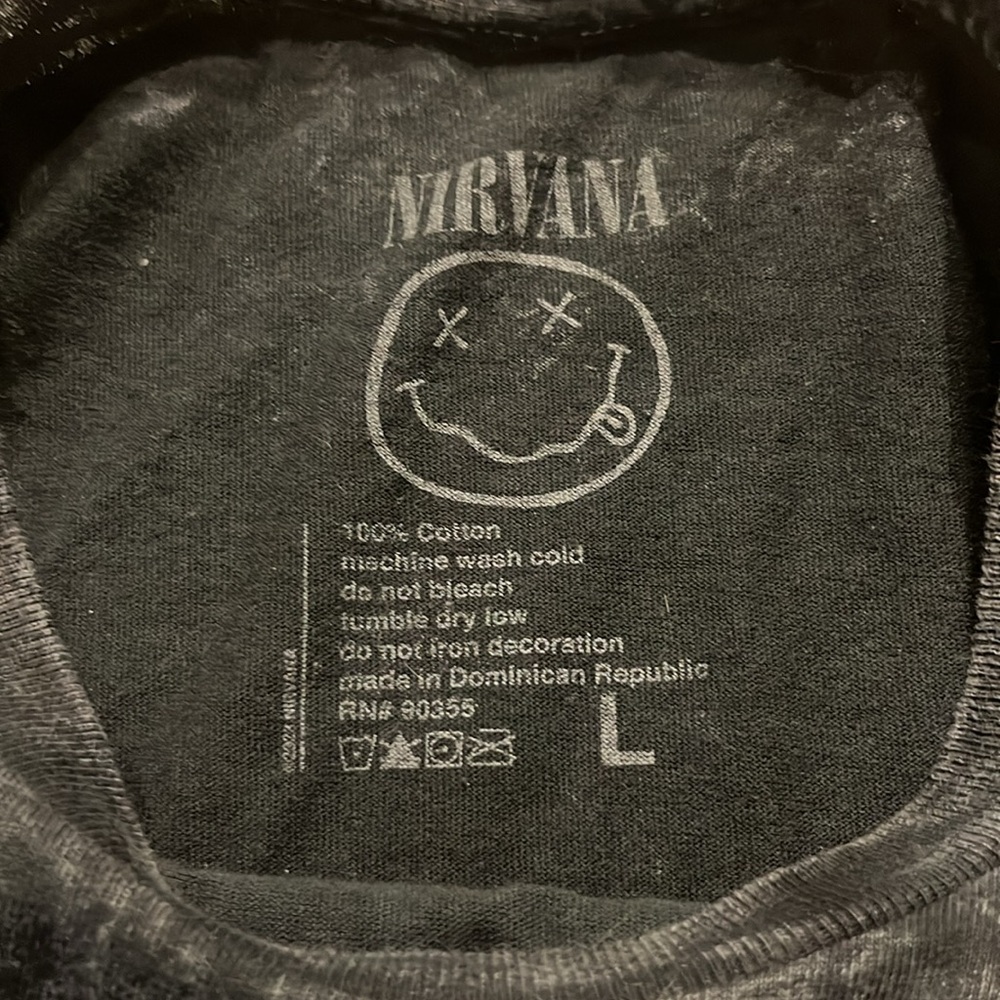 NIRVANA
100% Cotton
machine wash cold
do not bleach
tumble dry low
do not iron decoration
made in Dominican Republic
RN# 90355
L
NIRVANA